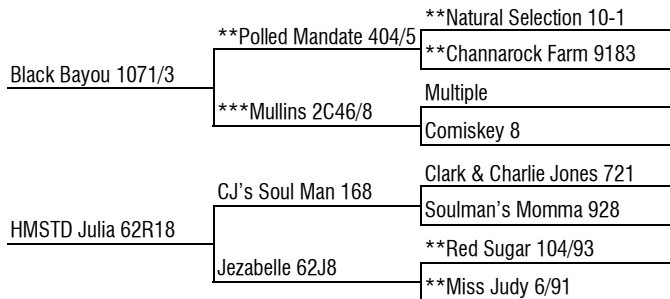 **Natural Selection 10-1
**Polled Mandate 404/5
**Channarock Farm 9183
Black Bayou 1071/3
Multiple
***Mullins 2C46/8
Comiskey 8
Clark & Charlie Jones 721
CJ's Soul Man 168
Soulman's Momma 928
HMSTD Julia 62R18
**Red Sugar 104/93
Jezabelle 62J8
**Miss Judy 6/91